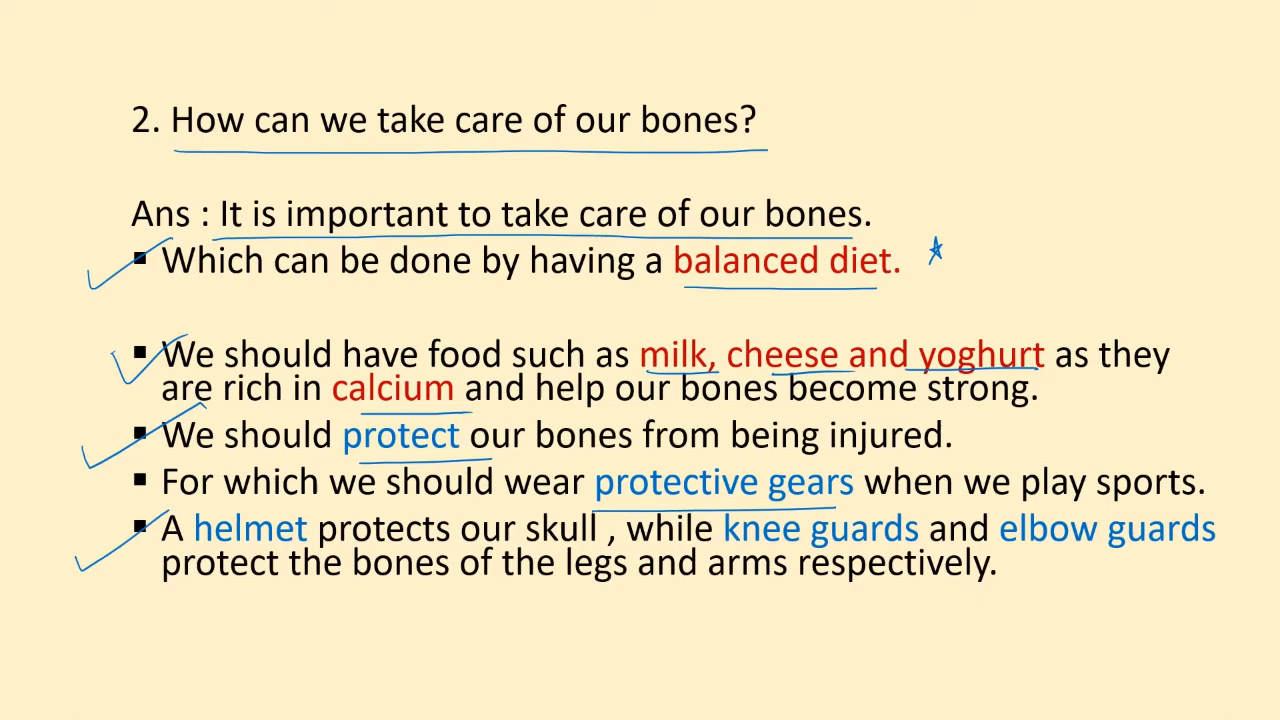 2. How can we take care of our bones?
Ans : It is important to take care of our bones.
▪ Which can be done by having a balanced diet.
▪ We should have food such as milk, cheese and yoghurt as they
are rich in calcium and help our bones become strong.
▪ We should protect our bones from being injured.
▪ For which we should wear protective gears when we play sports.
▪ A helmet protects our skull , while knee guards and elbow guards
protect the bones of the legs and arms respectively.